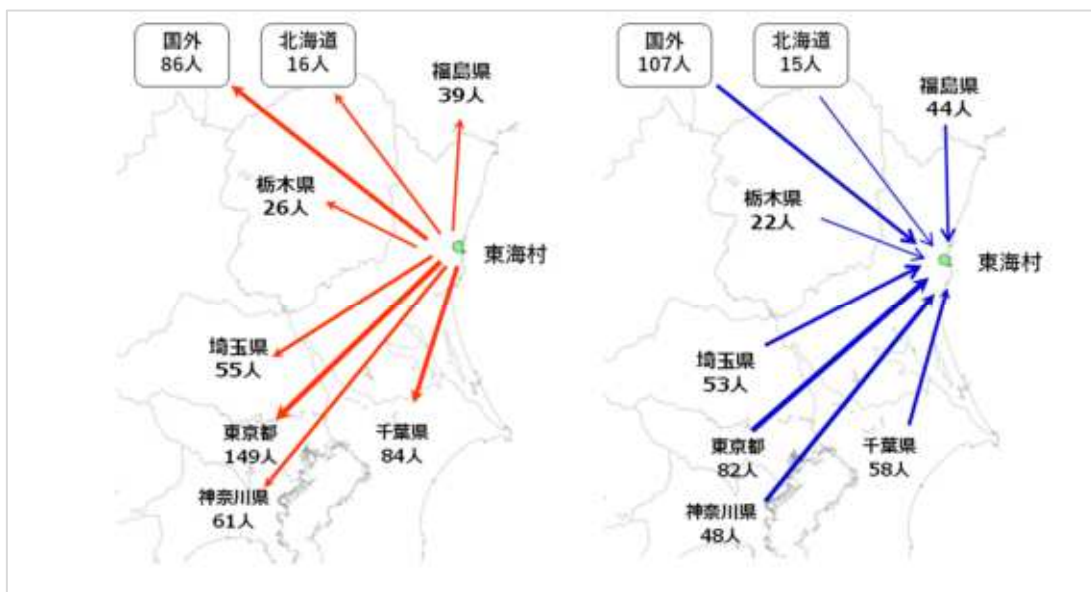 国外
86人
北海道
16人
福島県
39人
栃木県
26人
東海村
埼玉県
55人
東京都
149人
千葉県
84人
神奈川県
61人
国外
107人
北海道
15人
福島県
44人
栃木県
22人
東海村
埼玉県
53人
東京都
82人
千葉県
58人
神奈川県
48人